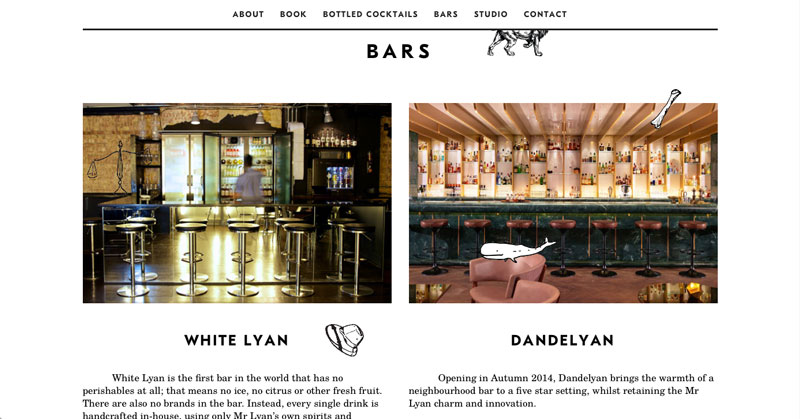 ABOUT BOOK BOTTLED COCKTAILS BARS STUDIO CONTACT
BARS
WHITE LYAN
White Lyan is the first bar in the world that has no
perishables at all; that means no ice, no citrus or other fresh fruit.
There are also no brands in the bar. Instead, every single drink is
handcrafted in-house, using only Mr Lyan's own spirits and
DANDELYAN
Opening in Autumn 2014, Dandelyan brings the warmth of a
neighbourhood bar to a five star setting, whilst retaining the Mr
Lyan charm and innovation.